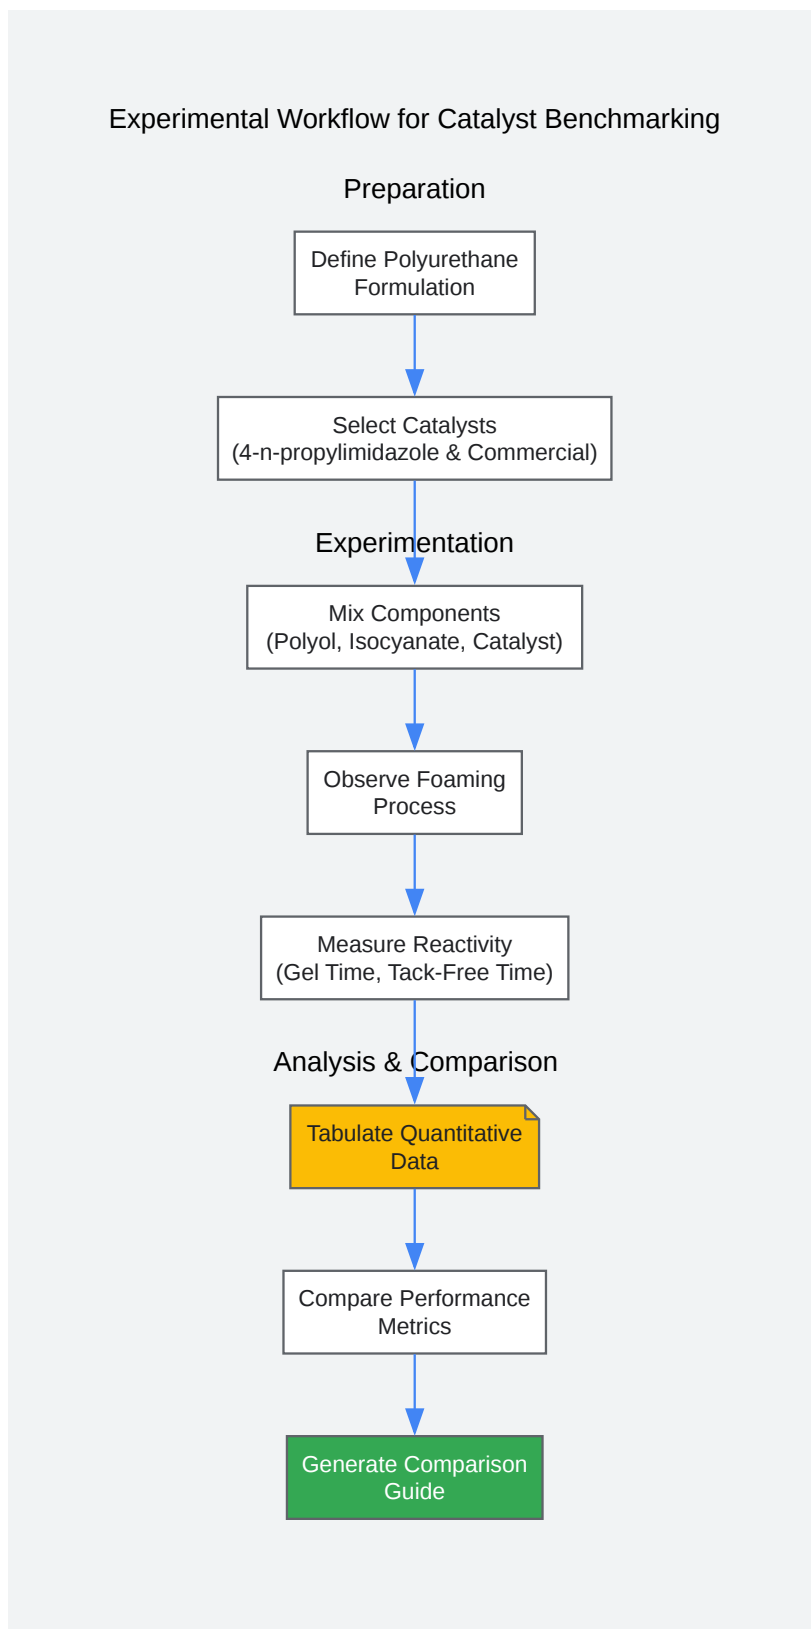 Experimental Workflow for Catalyst Benchmarking
Preparation
Define Polyurethane
Formulation
Select Catalysts
(4-n-propylimidazole & Commercial)
Experimentation
Mix Components
(Polyol, Isocyanate, Catalyst)
Observe Foaming
Process
Measure Reactivity
(Gel Time, Tack-Free Time)
Analysis & Comparison
Tabulate Quantitative
Data
Compare Performance
Metrics
Generate Comparison
Guide